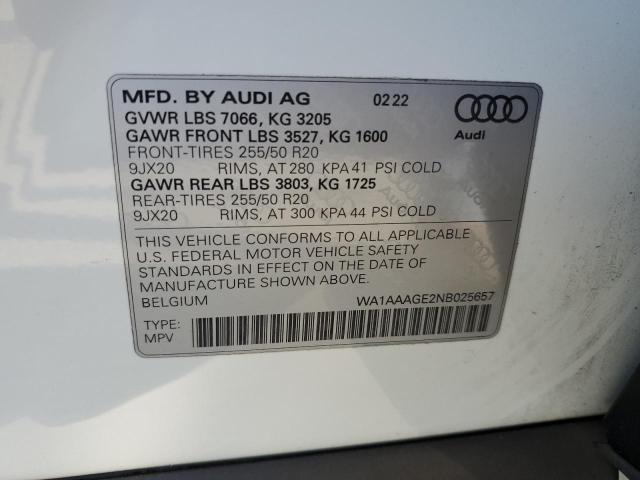 MFD. BY AUDI AG 02 22
GVWR LBS 7066, KG 3205
GAWR FRONT LBS 3527, KG 1600
FRONT-TIRES 255/50 R20
9JX20 RIMS, AT 280 KPA 41 PSI COLD
GAWR REAR LBS 3803, KG 1725
REAR-TIRES 255/50 R20
9JX20 RIMS, AT 300 KPA 44 PSI COLD
Audi
THIS VEHICLE CONFORMS TO ALL APPLICABLE
U.S. FEDERAL MOTOR VEHICLE SAFETY
STANDARDS IN EFFECT ON THE DATE OF
MANUFACTURE SHOWN ABOVE.
BELGIUM WA1AAAGE2NB025657
TYPE:
MPV